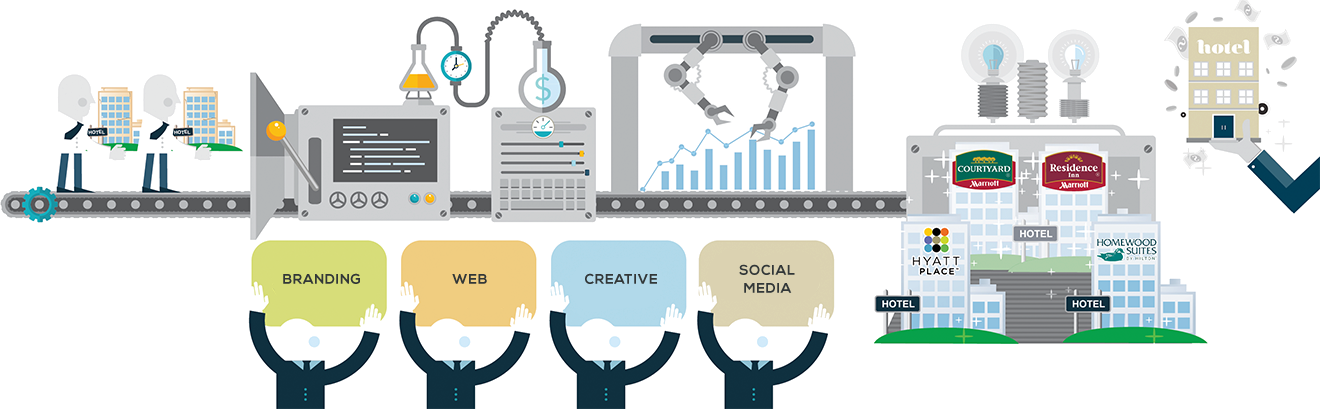 HOTEL
HOTEL
$
BRANDING
WEB
CREATIVE
SOCIAL
MEDIA
COURTYARD
Marriott
Residence
Inn
Marriott
HOTEL
HYATT
PLACE
HOMEWOOD
SUITES
BY HILTON
HOTEL
HOTEL
hotel